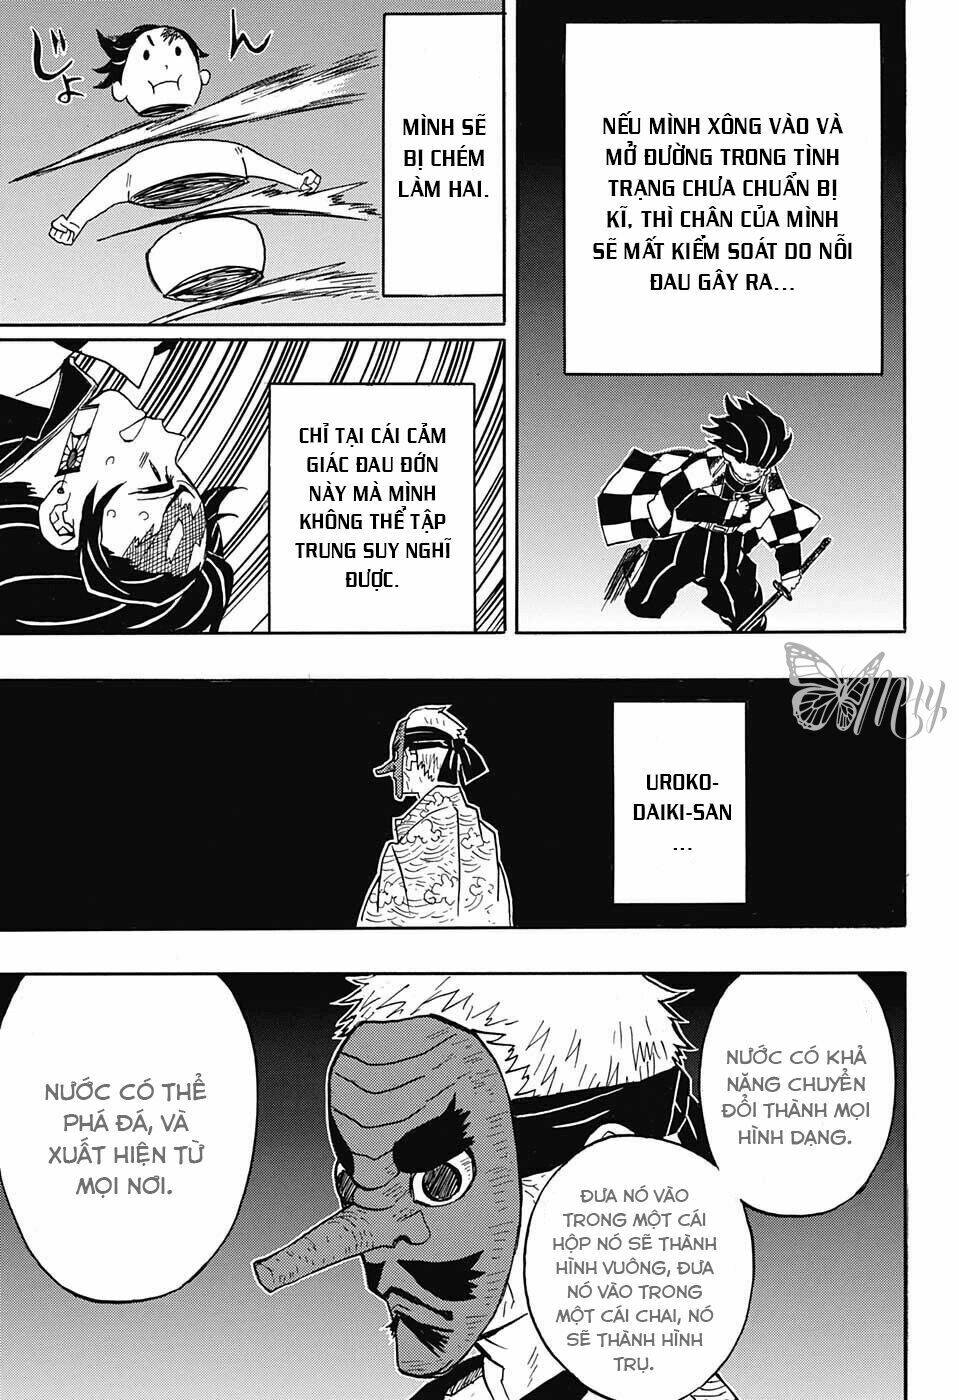 NẾU MÌNH XÔNG VÀO VÀ
MỞ ĐƯỜNG TRONG TÌNH
TRẠNG CHƯA CHUẨN BỊ
KĨ, THÌ CHÂN CỦA MÌNH
SẼ MẤT KIỂM SOÁT DO NỖI
ĐAU GÂY RA...
MÌNH SẼ
BỊ CHÉM
LÀM HAI.
じょ
ん
CHỈ TẠI CÁI CẢM
GIÁC ĐAU ĐỚN
NÀY MÀ MÌNH
KHÔNG THỂ TẬP
TRUNG SUY NGHĨ
ĐƯỢC.
UROKO-
DAIKI-SAN
...
NƯỚC CÓ KHẢ
NĂNG CHUYỂN
ĐỔI THÀNH MỌI
HÌNH DẠNG.
ĐƯA NÓ VÀO
TRONG MỘT CÁI
HỘP NÓ SẼ THÀNH
HÌNH VUÔNG, ĐƯA
NÓ VÀO TRONG
MỘT CÁI CHAI, NÓ
SẼ THÀNH HÌNH
TRỤ.
NƯỚC CÓ THỂ
PHÁ ĐÁ, VÀ
XUẤT HIỆN TỪ
MỌI NƠI.